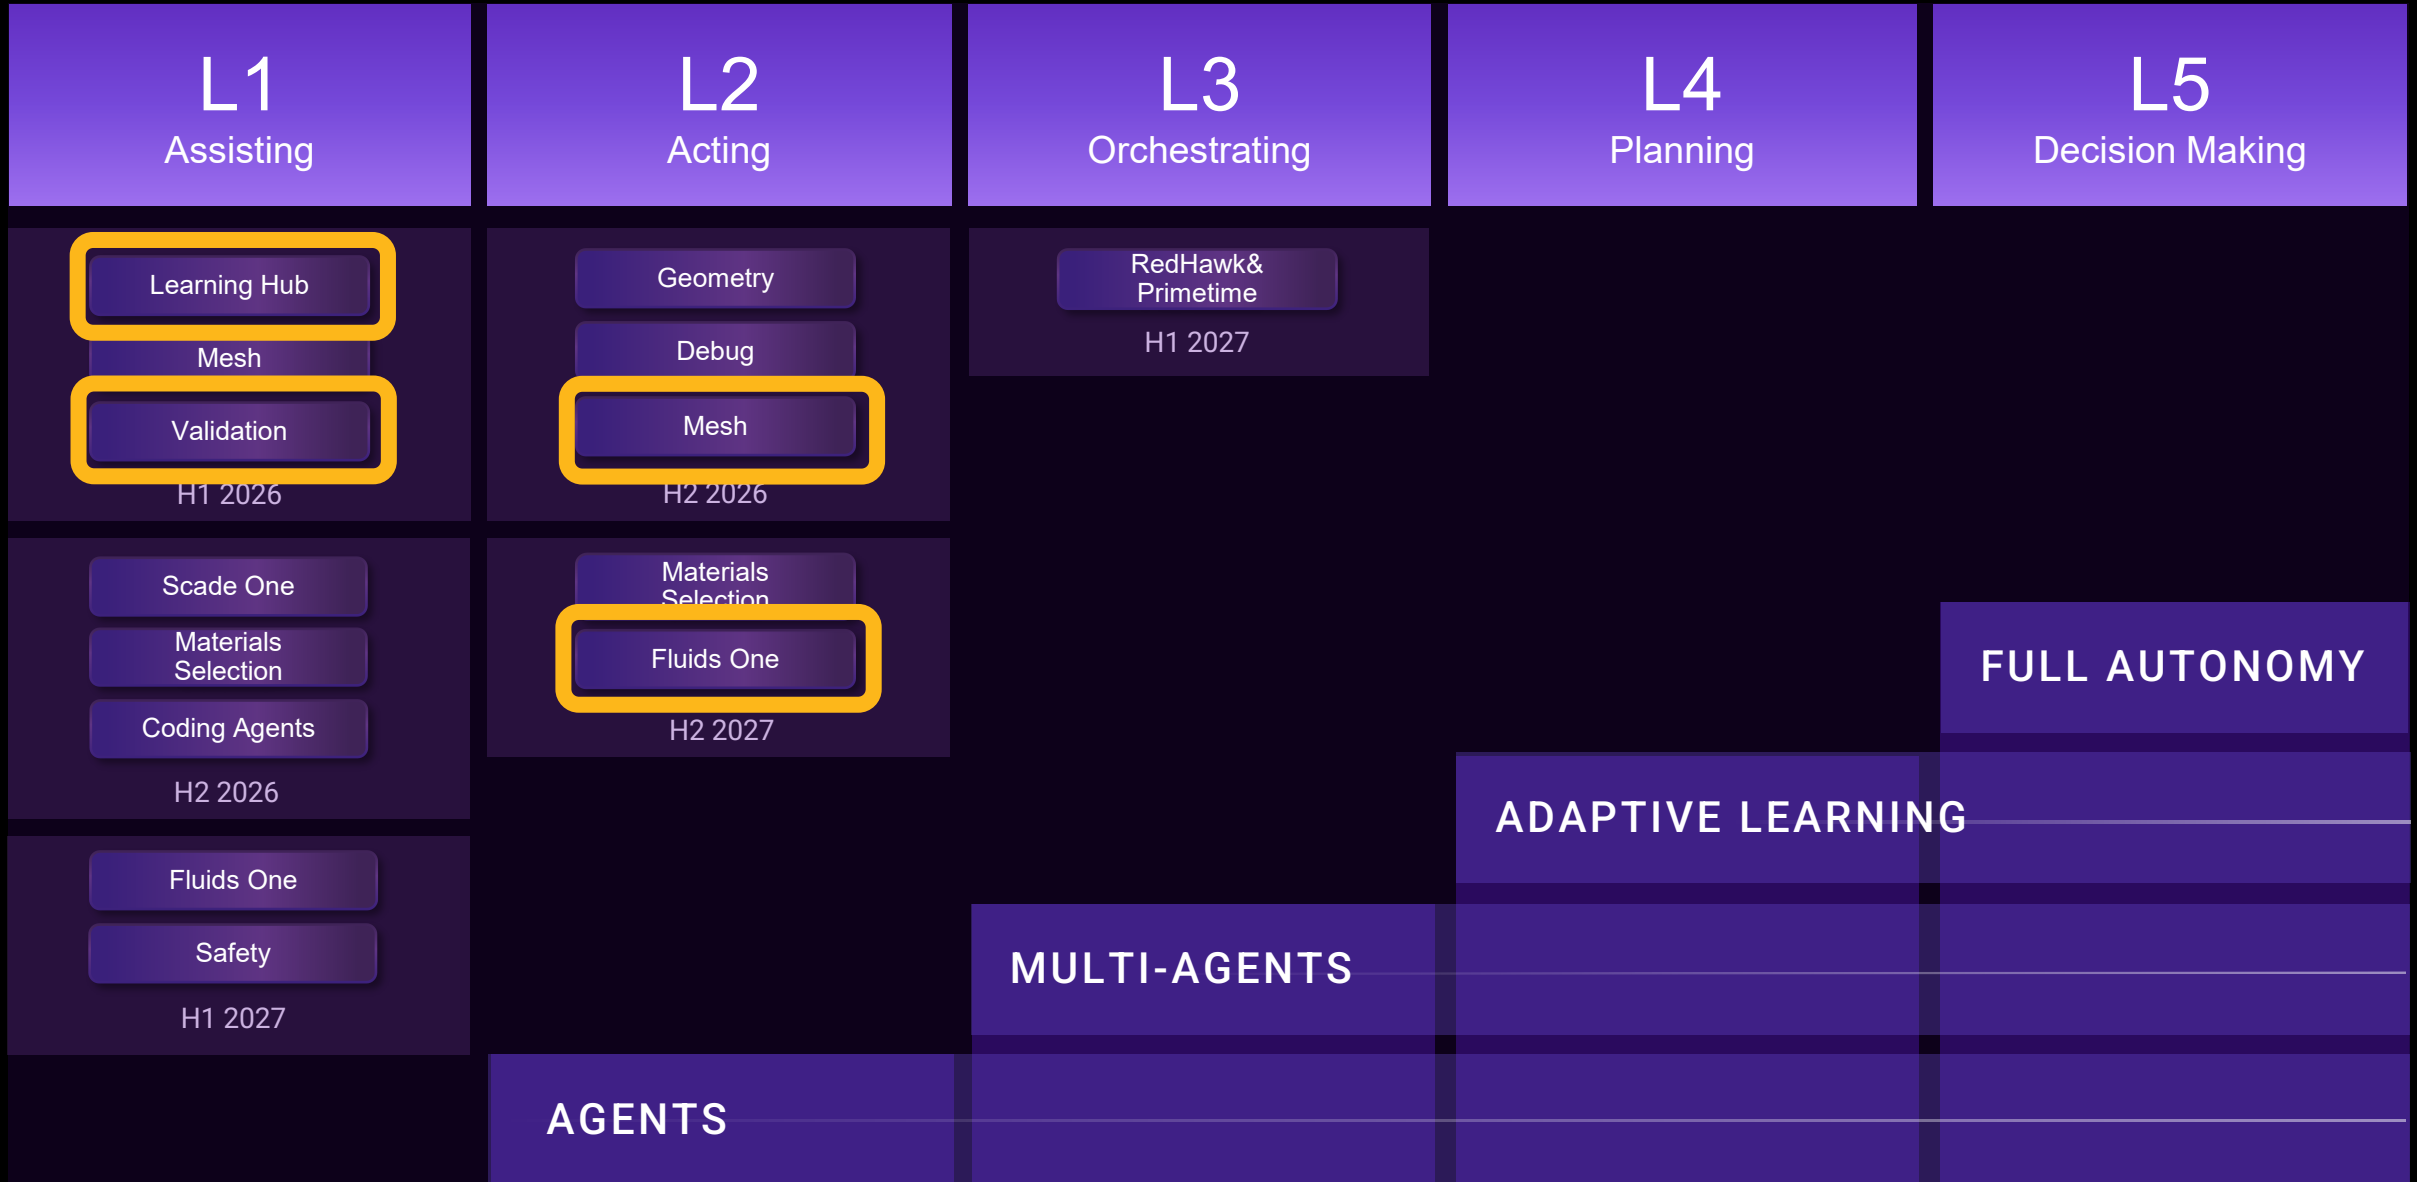 L1
Assisting
L2
Acting
L3
Orchestrating
L4
Planning
L5
Decision Making
Learning Hub
Mesh
Validation
H1 2026
Scade One
Materials
Selection
Coding Agents
H2 2026
Fluids One
Safety
H1 2027
Geometry
Debug
Mesh
H2 2026
Materials
Selection
Fluids One
H2 2027
RedHawk&
Primetime
H1 2027
FULL AUTONOMY
ADAPTIVE LEARNING
MULTI-AGENTS
AGENTS